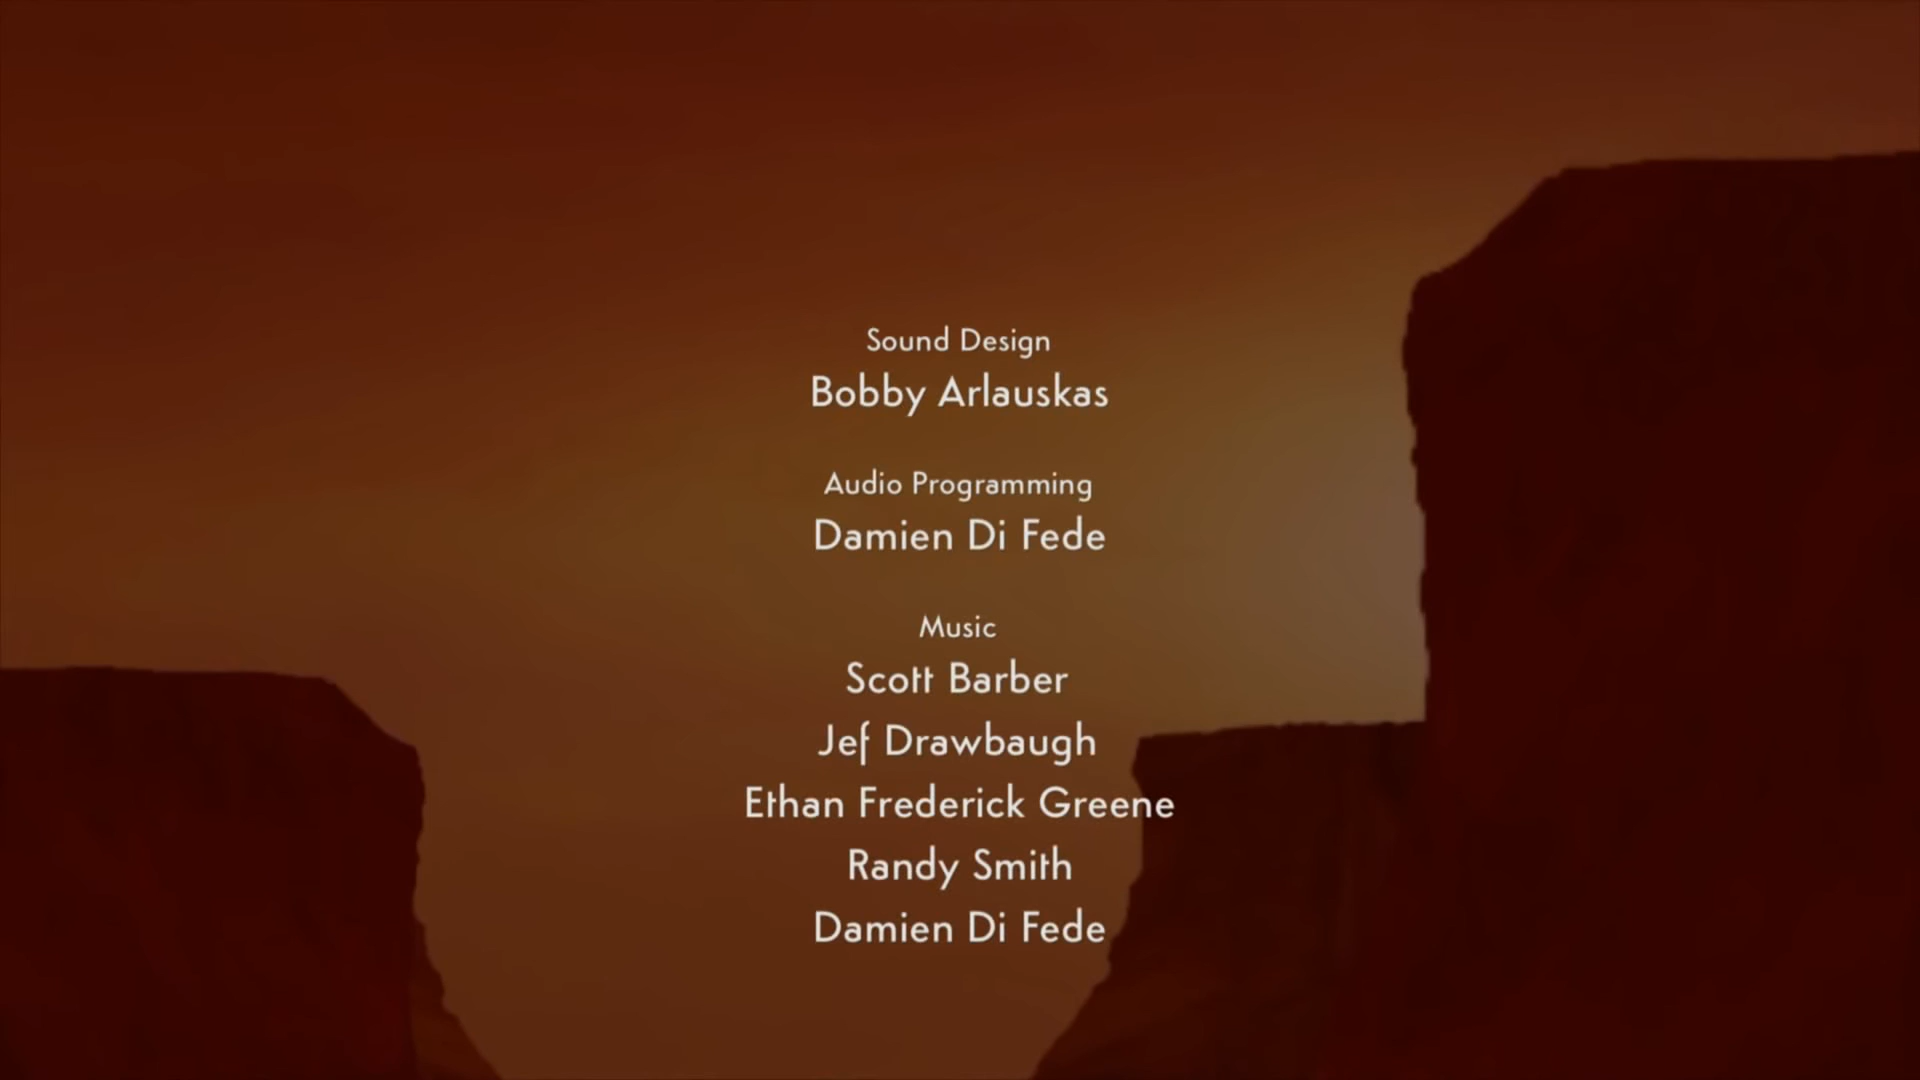 Sound Design
Bobby Arlauskas
Audio Programming
Damien Di Fede
Music
Scott Barber
Jef Drawbaugh
Ethan Frederick Greene
Randy Smith
Damien Di Fede